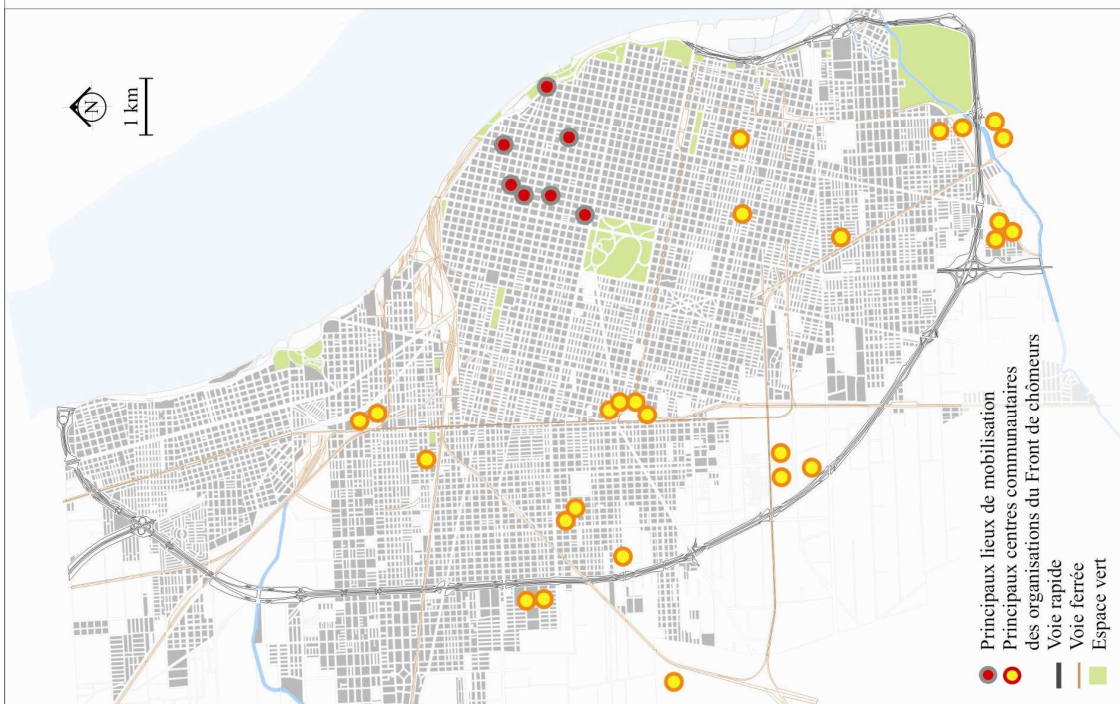 N
1 km
Principaux lieux de mobilisation
Principaux centres communautaires
des organisations du Front de chômeurs
Voie rapide
Voie ferrée
Espace vert